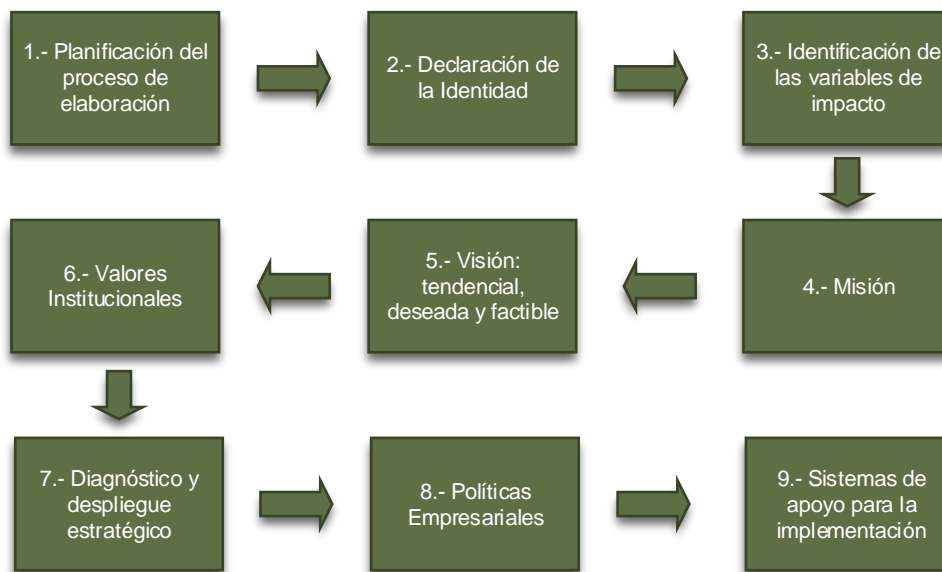 1.- Planificación del
proceso de
elaboración
2.- Declaración de
la Identidad
3.- Identificación de
las variables de
impacto
4.- Misión
5.- Visión:
tendencial,
deseada y factible
6.- Valores
Institucionales
7.- Diagnóstico y
despliegue
estratégico
8.- Políticas
Empresariales
9.- Sistemas de
apoyo para la
implementación